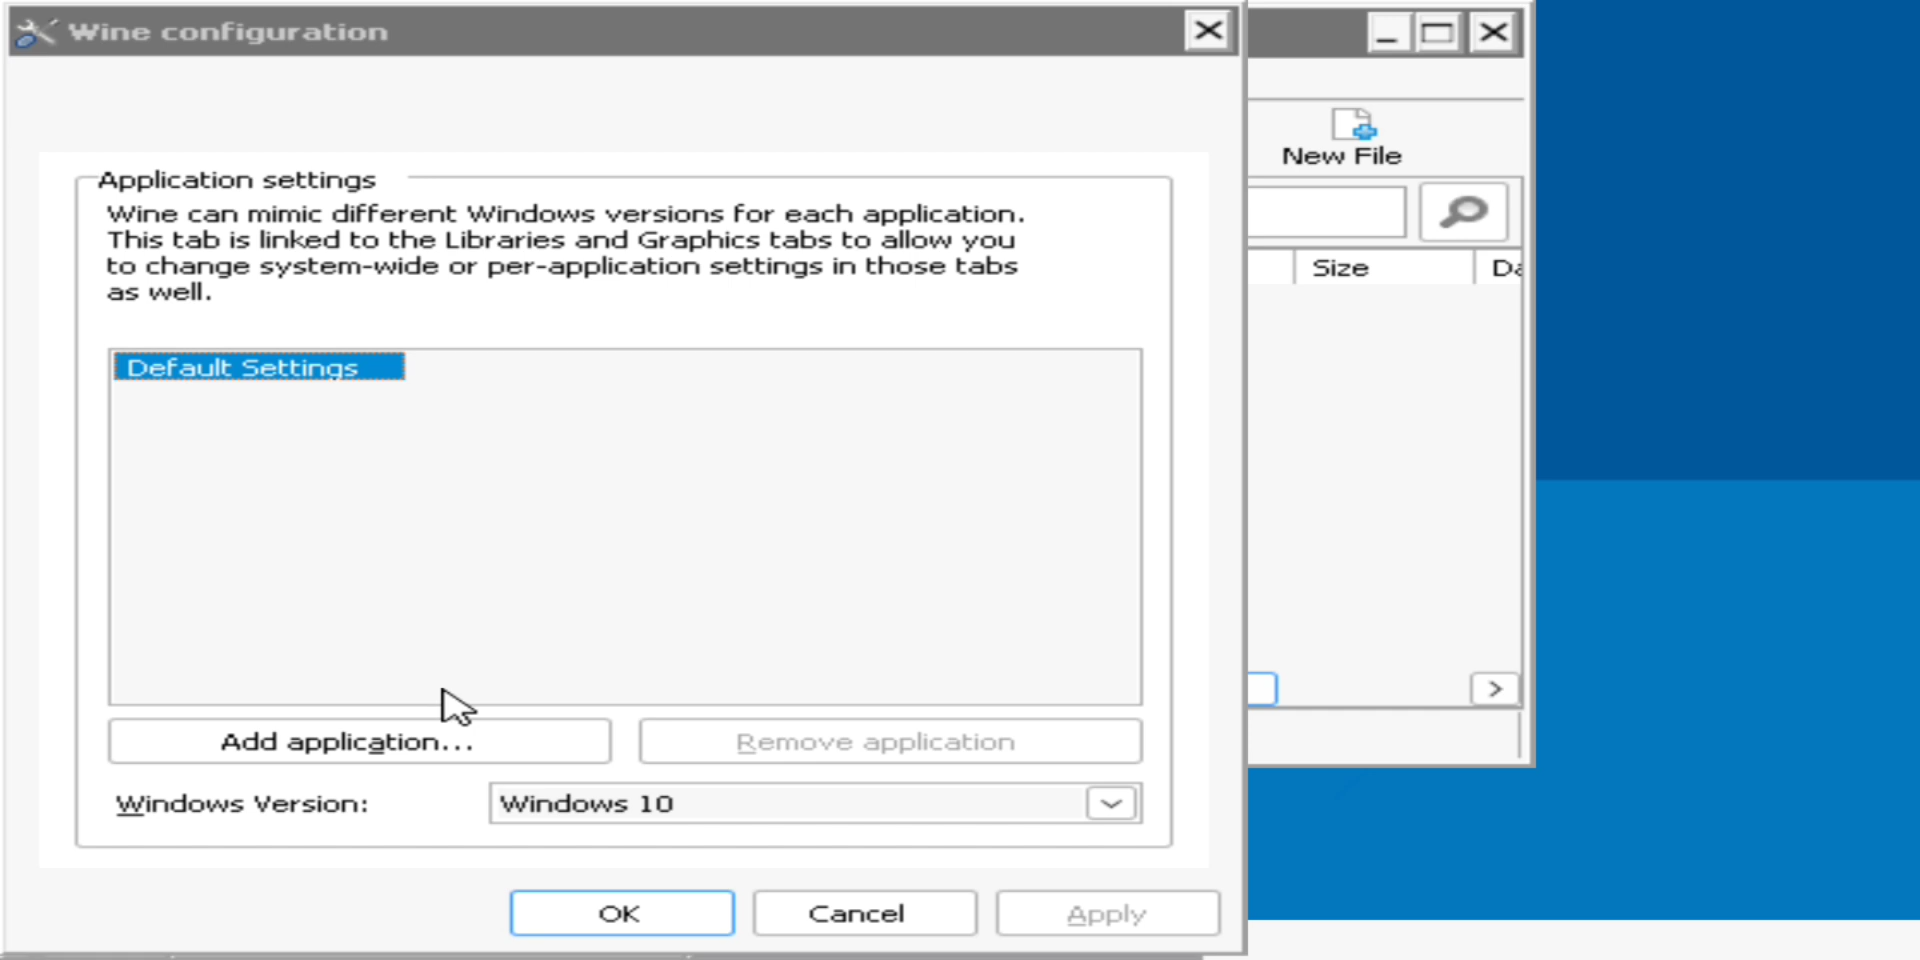 Wine configuration
New File
Application settings
Wine can mimic different Windows versions for each application.
This tab is linked to the Libraries and Graphics tabs to allow you
to change system-wide or per-application settings in those tabs
as well.
Size
Default Settings
Add application...
Remove application
Windows Version:
Windows 10
OK
Cancel
Apply